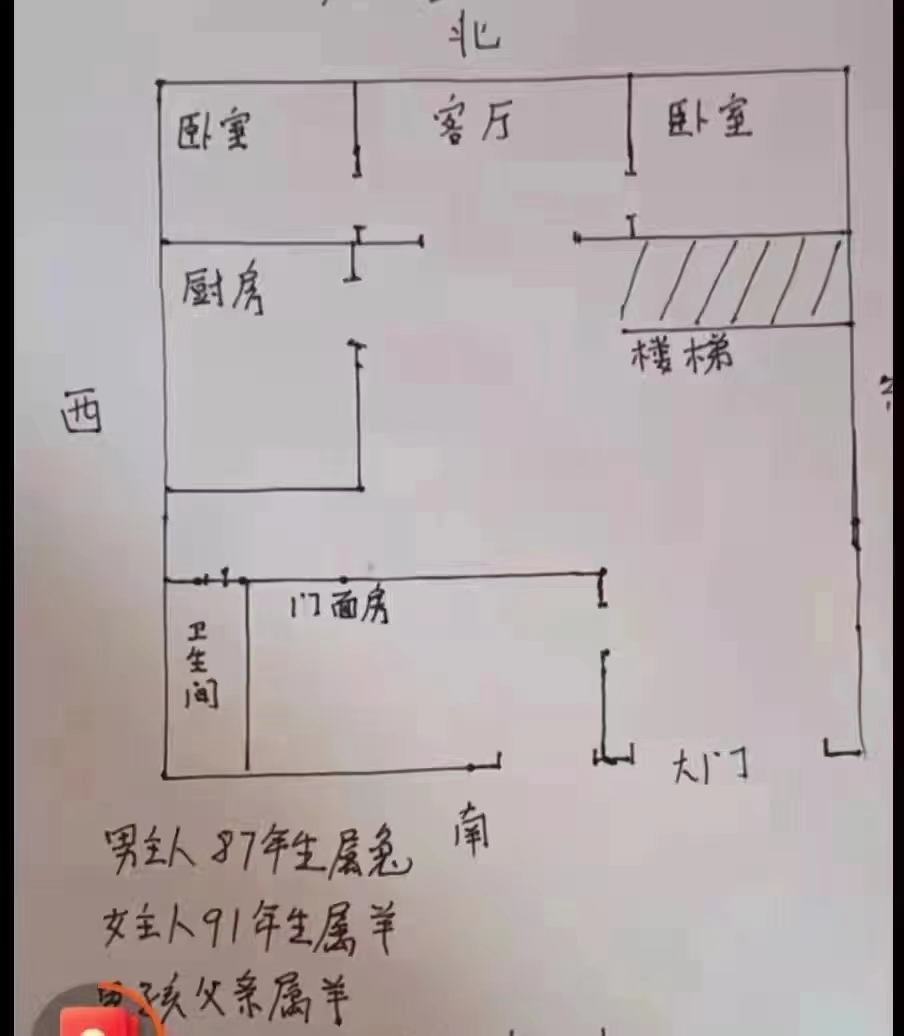 北
卧室
客厅
卧室
厨房
楼梯
西
门面房
卫生间
大门
南
男主人87年生属兔
女主人91年生属羊
男孩父亲属羊